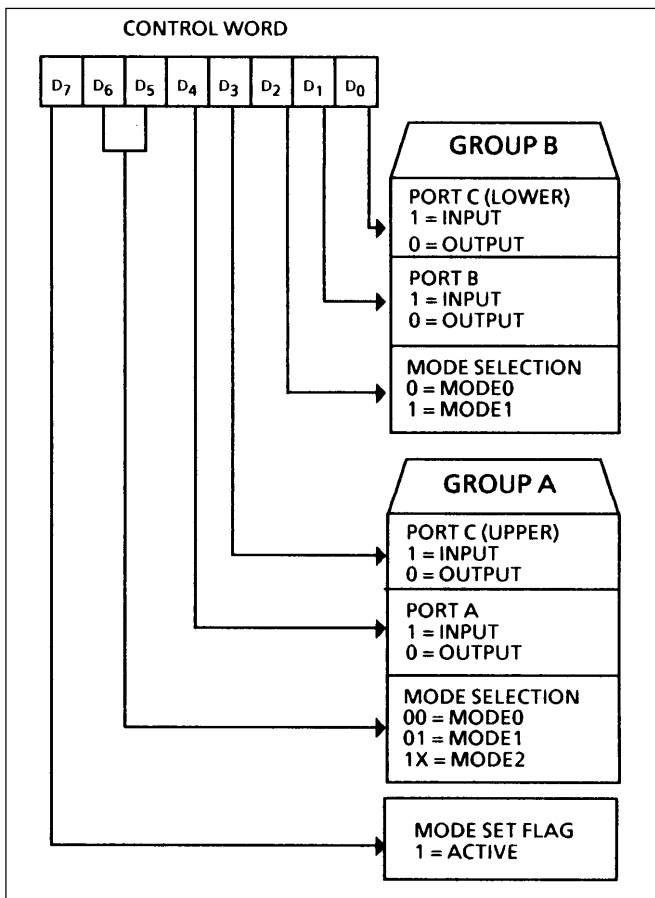 CONTROL WORD
D7 D6 D5 D4 D3 D2 D1 D0
GROUP B
PORT C (LOWER)
1 = INPUT
0 = OUTPUT
PORT B
1 = INPUT
0 = OUTPUT
MODE SELECTION
0 = MODE0
1 = MODE1
GROUP A
PORT C (UPPER)
1 = INPUT
0 = OUTPUT
PORT A
1 = INPUT
0 = OUTPUT
MODE SELECTION
00 = MODE0
01 = MODE1
1X = MODE2
MODE SET FLAG
1 = ACTIVE